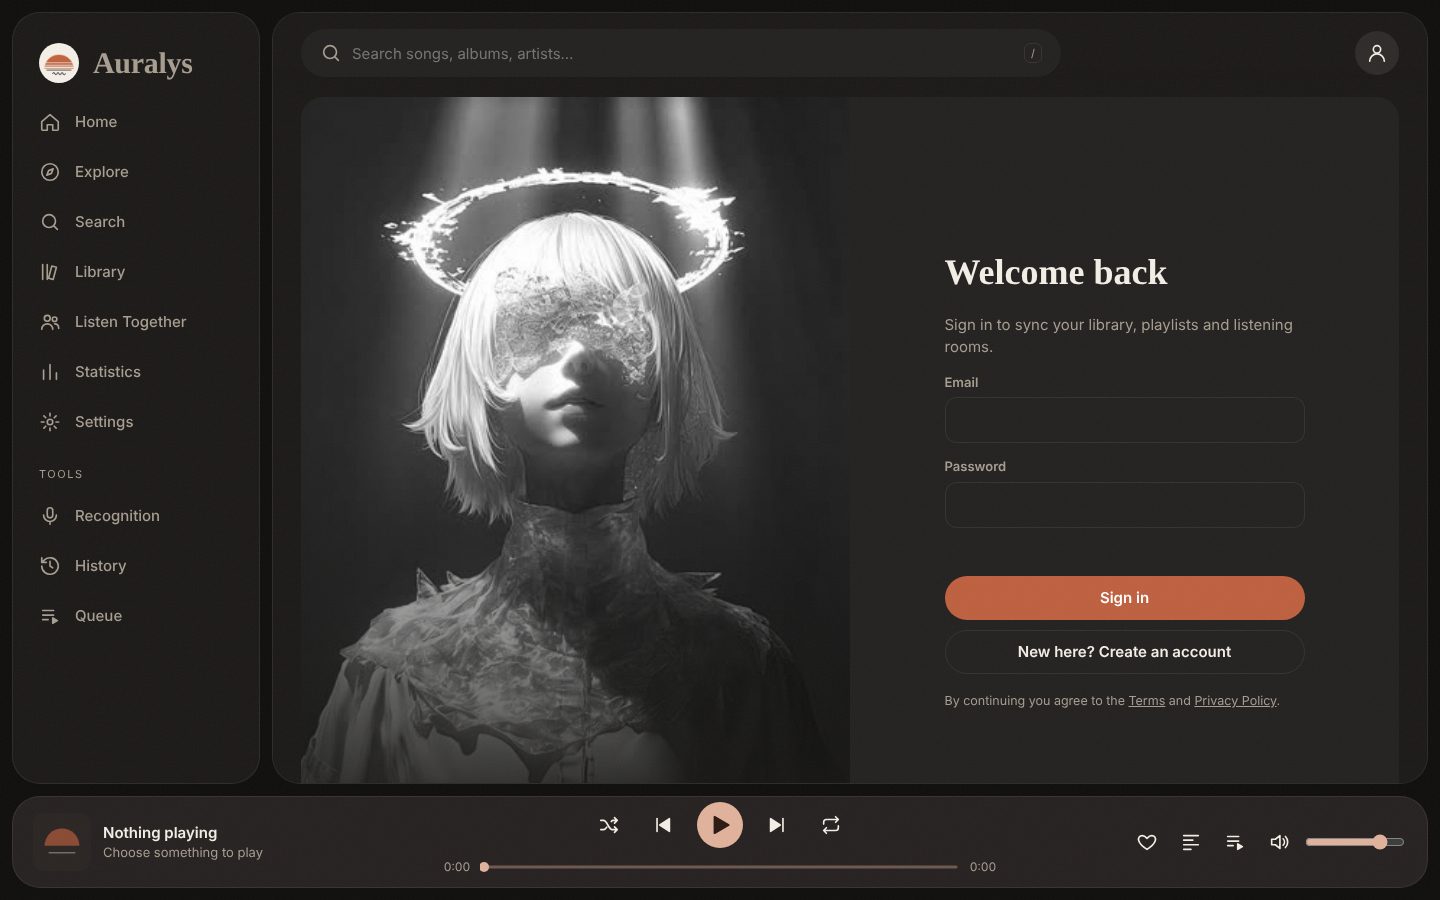 Auralys
Home
Explore
Search
Library
Listen Together
Statistics
Settings
TOOLS
Recognition
History
Queue
Search songs, albums, artists...
/
Welcome back
Sign in to sync your library, playlists and listening
rooms.
Email
Password
Sign in
New here? Create an account
By continuing you agree to the Terms and Privacy Policy.
Nothing playing
Choose something to play
0:00
0:00